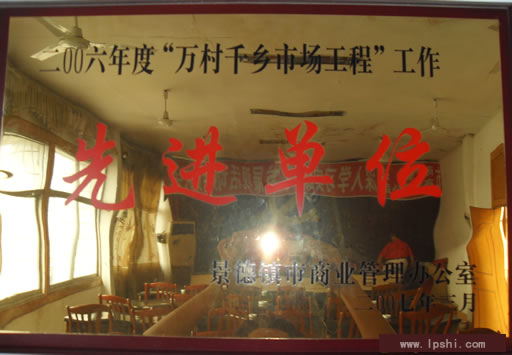 二00六年度“万村千乡市场工程”工作
先进单位
景德镇市商业管理办公室
二00七年三月
www.lpshi.com